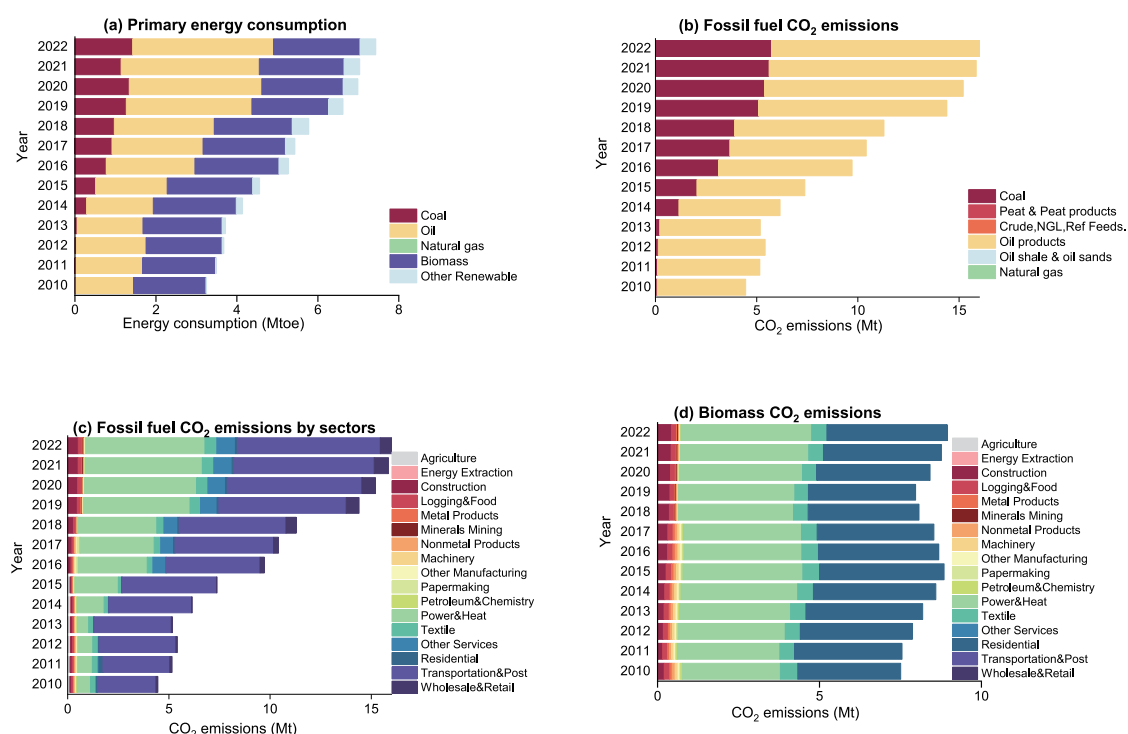 (a) Primary energy consumption
2022
2021
2020
2019
2018
2017
2016
2015
2014
2013
2012
2011
2010
Year
Coal
Oil
Natural gas
Biomass
Other Renewable
0 2 4 6 8
Energy consumption (Mtoe)
(b) Fossil fuel CO₂ emissions
2022
2021
2020
2019
2018
2017
2016
2015
2014
2013
2012
2011
2010
Year
Coal
Peat & Peat products
Crude,NGL,Ref Feeds.
Oil products
Oil shale & oil sands
Natural gas
0 5 10 15
CO₂ emissions (Mt)
(c) Fossil fuel CO₂ emissions by sectors
2022
2021
2020
2019
2018
2017
2016
2015
2014
2013
2012
2011
2010
Year
Agriculture
Energy Extraction
Construction
Logging&Food
Metal Products
Minerals Mining
Nonmetal Products
Machinery
Other Manufacturing
Papermaking
Petroleum&Chemistry
Power&Heat
Textile
Other Services
Residential
Transportation&Post
Wholesale&Retail
0 5 10 15
CO₂ emissions (Mt)
(d) Biomass CO₂ emissions
2022
2021
2020
2019
2018
2017
2016
2015
2014
2013
2012
2011
2010
Year
Agriculture
Energy Extraction
Construction
Logging&Food
Metal Products
Minerals Mining
Nonmetal Products
Machinery
Other Manufacturing
Papermaking
Petroleum&Chemistry
Power&Heat
Textile
Other Services
Residential
Transportation&Post
Wholesale&Retail
0 5 10
CO₂ emissions (Mt)